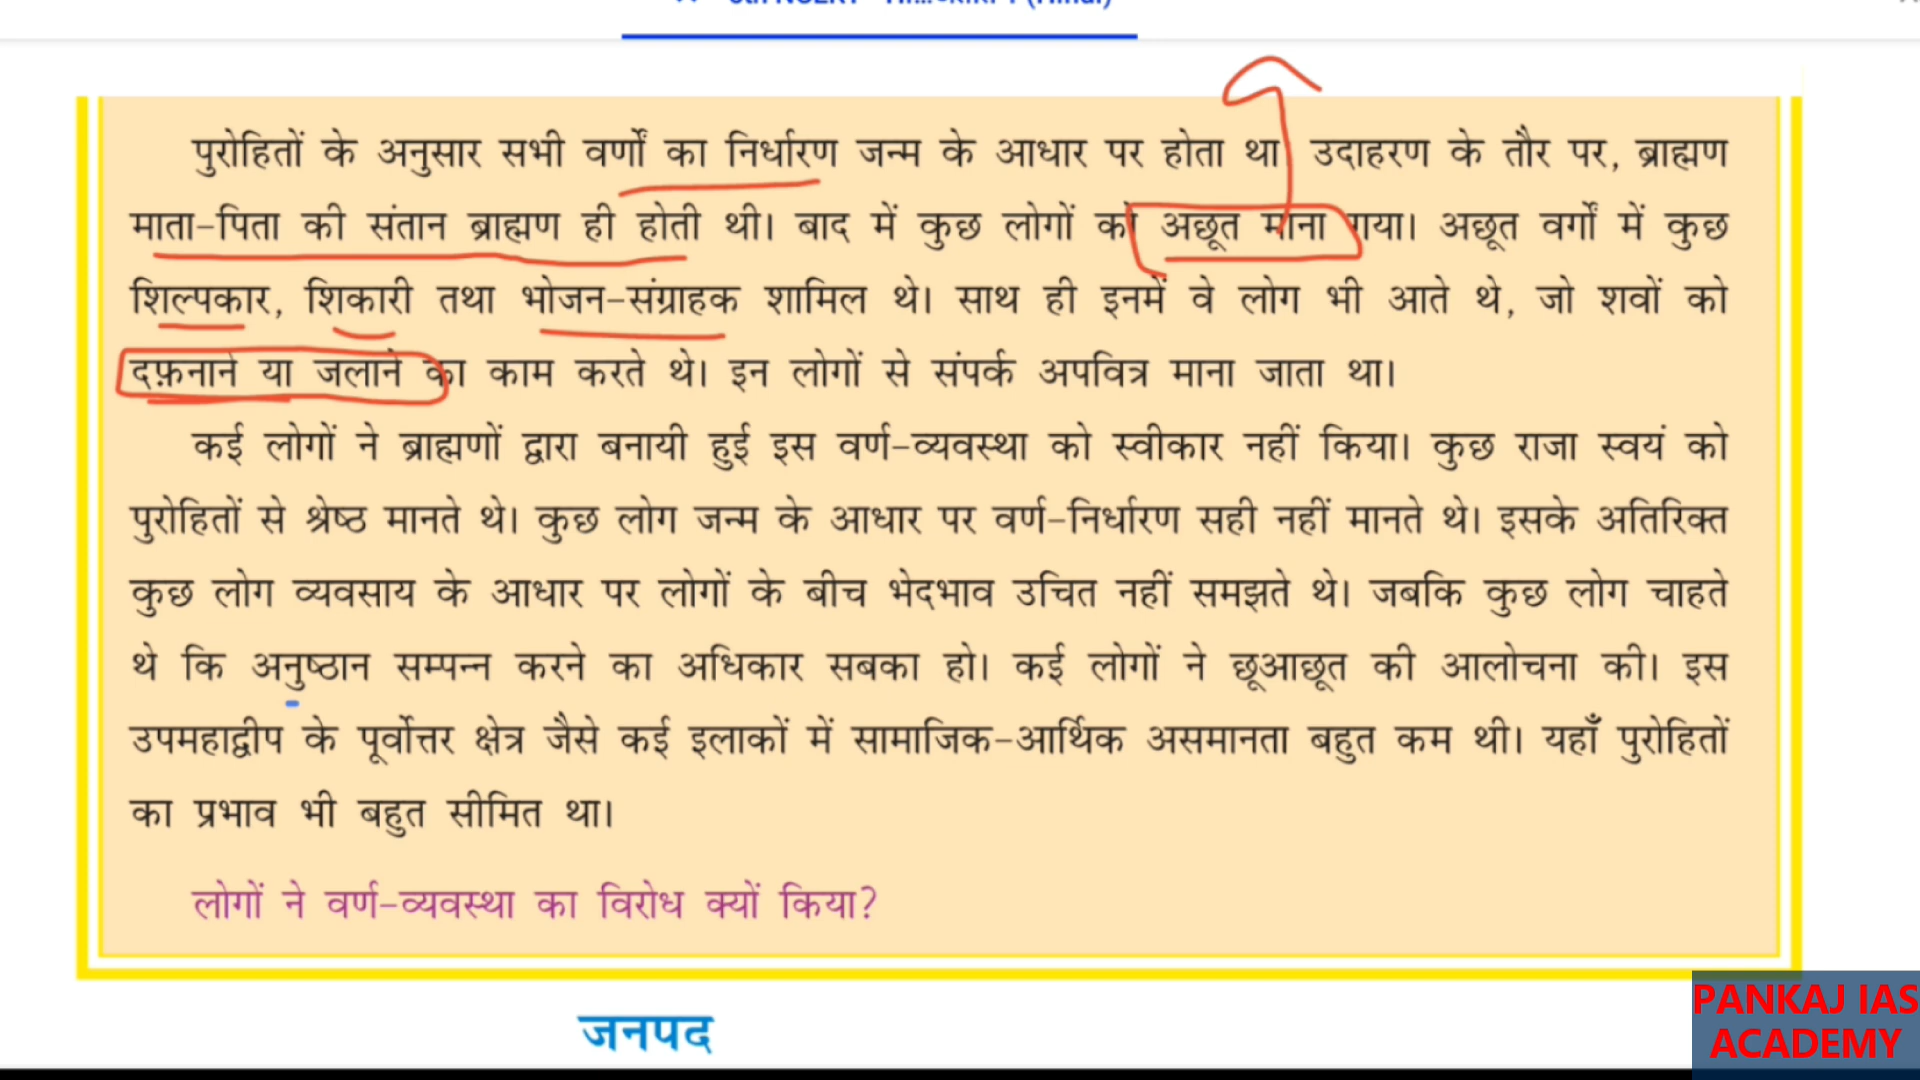 पुरोहितों के अनुसार सभी वर्णों का निर्धारण जन्म के आधार पर होता था उदाहरण के तौर पर, ब्राह्मण
माता-पिता की संतान ब्राह्मण ही होती थी। बाद में कुछ लोगों को अछूत माना गया। अछूत वर्गों में कुछ
शिल्पकार, शिकारी तथा भोजन-संग्राहक शामिल थे। साथ ही इनमें वे लोग भी आते थे, जो शवों को
दफ़नाने या जलाने का काम करते थे। इन लोगों से संपर्क अपवित्र माना जाता था।
कई लोगों ने ब्राह्मणों द्वारा बनायी हुई इस वर्ण-व्यवस्था को स्वीकार नहीं किया। कुछ राजा स्वयं को
पुरोहितों से श्रेष्ठ मानते थे। कुछ लोग जन्म के आधार पर वर्ण-निर्धारण सही नहीं मानते थे। इसके अतिरिक्त
कुछ लोग व्यवसाय के आधार पर लोगों के बीच भेदभाव उचित नहीं समझते थे। जबकि कुछ लोग चाहते
थे कि अनुष्ठान सम्पन्न करने का अधिकार सबका हो। कई लोगों ने छूआछूत की आलोचना की। इस
उपमहाद्वीप के पूर्वोत्तर क्षेत्र जैसे कई इलाकों में सामाजिक-आर्थिक असमानता बहुत कम थी। यहाँ पुरोहितों
का प्रभाव भी बहुत सीमित था।
लोगों ने वर्ण-व्यवस्था का विरोध क्यों किया?
जनपद
PANKAJ IAS
ACADEMY